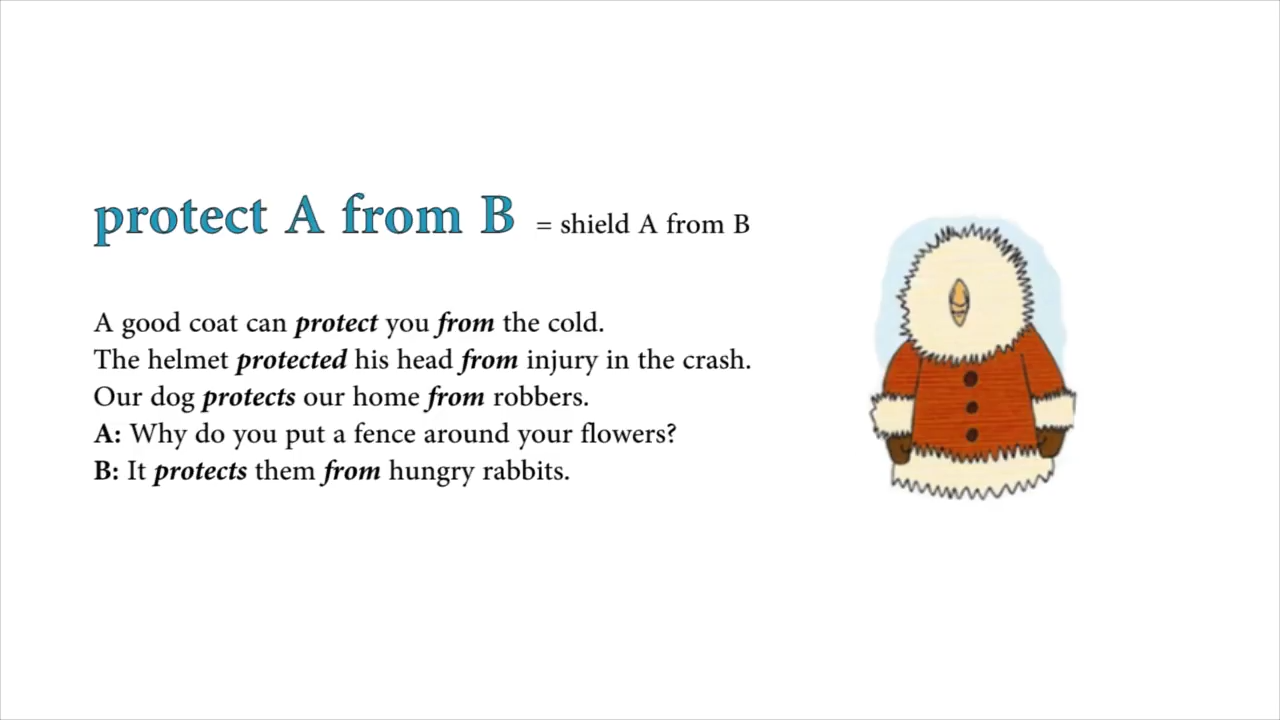 protect A from B = shield A from B
A good coat can protect you from the cold.
The helmet protected his head from injury in the crash.
Our dog protects our home from robbers.
A: Why do you put a fence around your flowers?
B: It protects them from hungry rabbits.